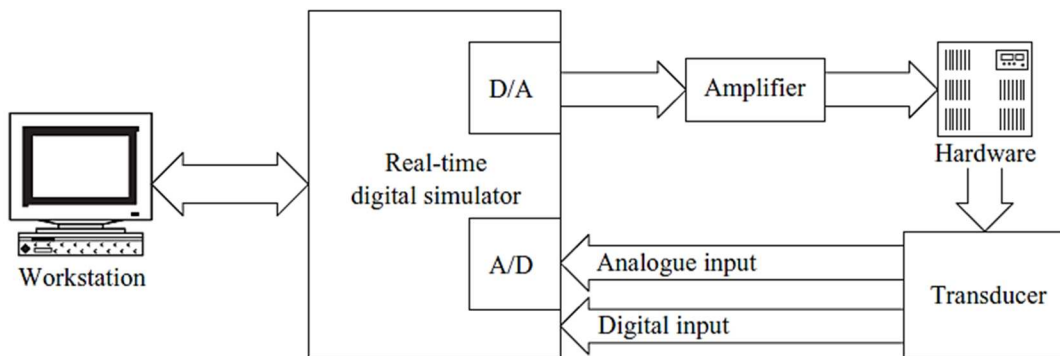 D/A
Amplifier
Hardware
Real-time
digital simulator
Workstation
A/D
Analogue input
Transducer
Digital input